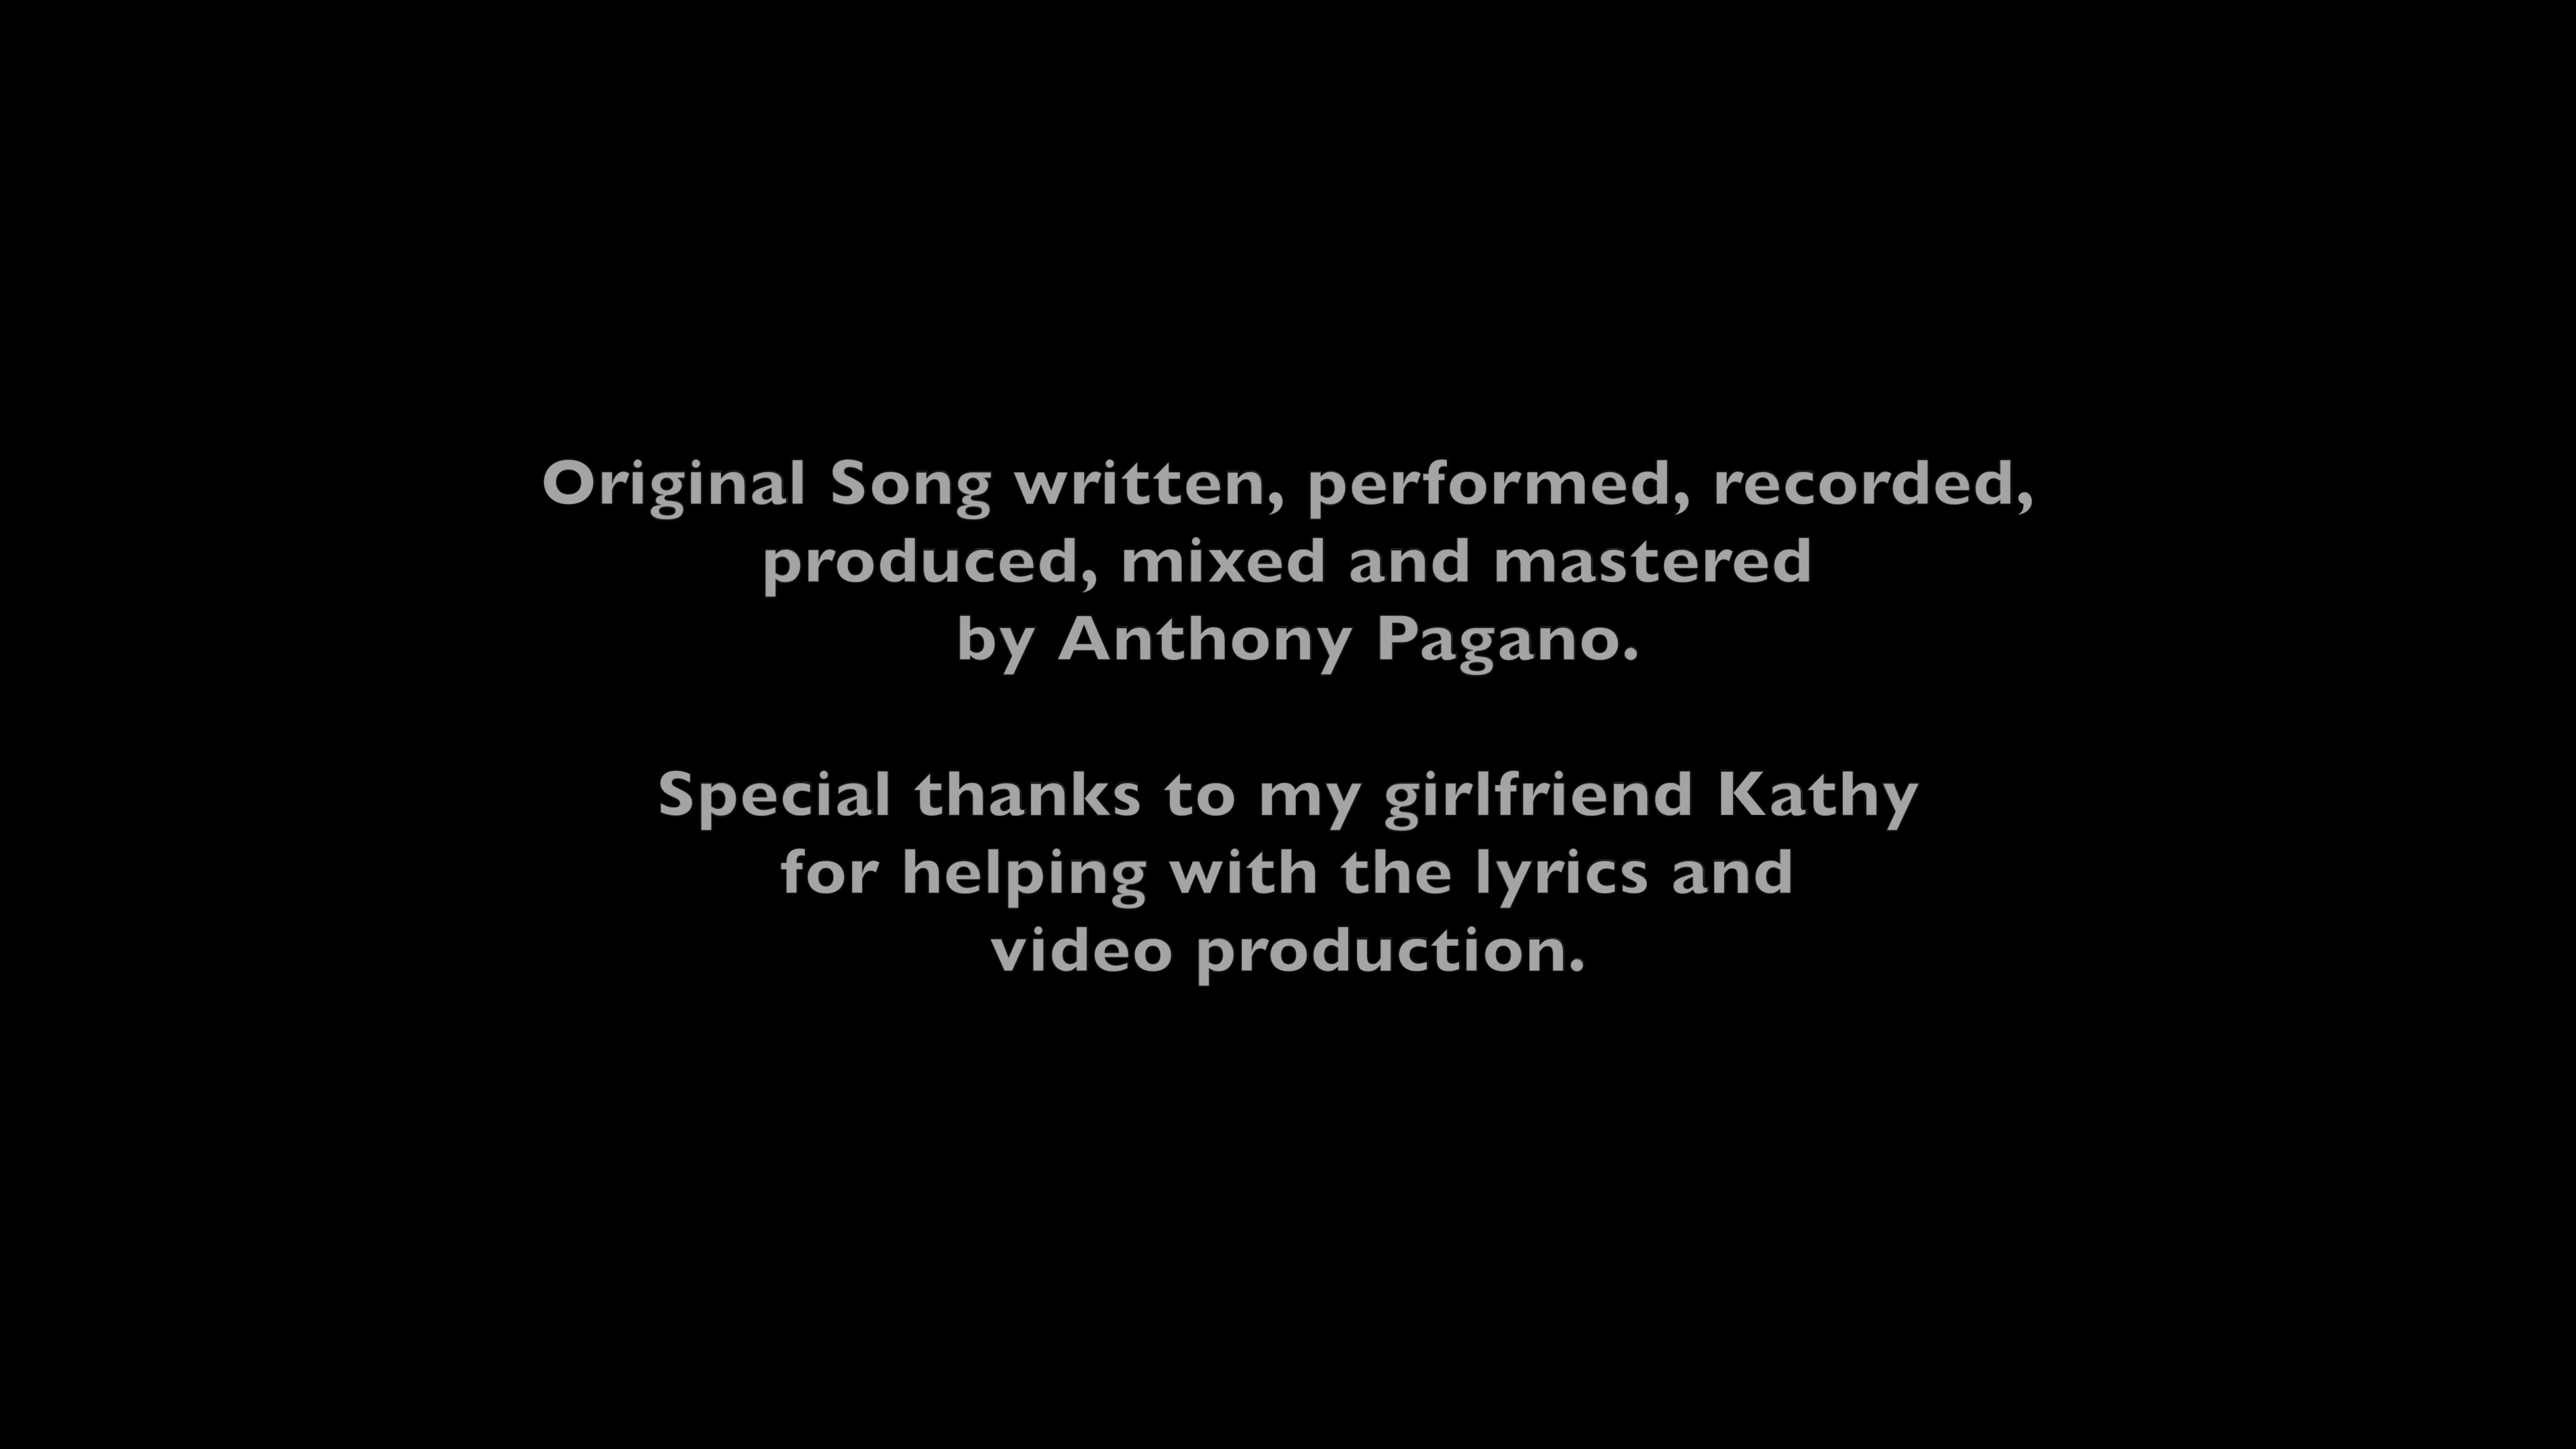 Original Song written, performed, recorded,
produced, mixed and mastered
by Anthony Pagano.
Special thanks to my girlfriend Kathy
for helping with the lyrics and
video production.